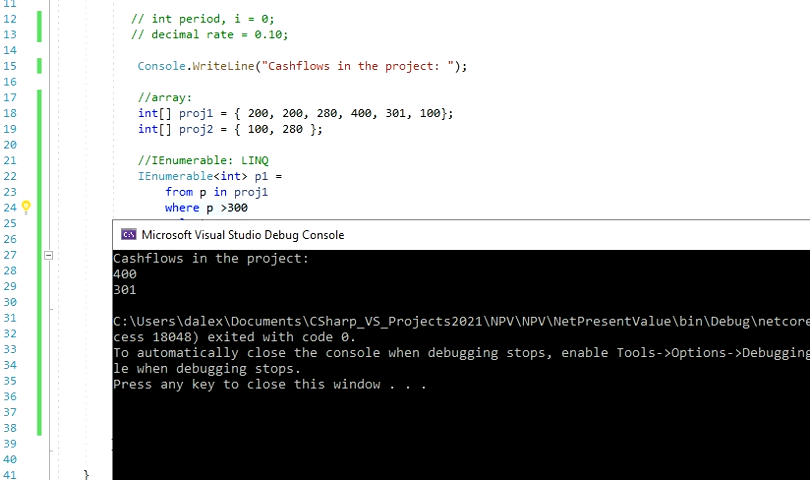 11
12 // int period, i = 0;
13 // decimal rate = 0.10;
14
15 Console.WriteLine("Cashflows in the project: ");
16
17 //array:
18 int[] proj1 = { 200, 200, 280, 400, 301, 100};
19 int[] proj2 = { 100, 280 };
20
21 //IEnumerable: LINQ
22 IEnumerable<int> p1 =
23 from p in proj1
24 where p >300
25
26
27
28
29
30
31
32
33
34
35
36
37
38
39
40
41 }
Microsoft Visual Studio Debug Console
Cashflows in the project:
400
301
C:\Users\dalex\Documents\CSharp_VS_Projects2021\NPV\NPV\NetPresentValue\bin\Debug\netcore
cess 18048) exited with code 0.
To automatically close the console when debugging stops, enable Tools->Options->Debugging
le when debugging stops.
Press any key to close this window . . .